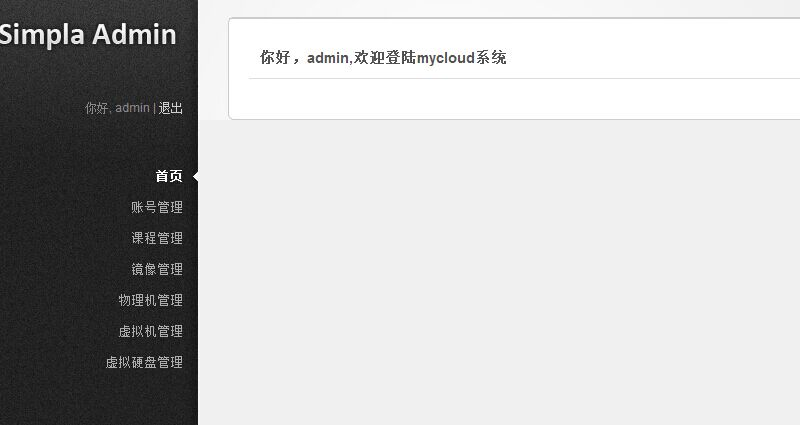 Simpla Admin
你好, admin | 退出
首页
账号管理
课程管理
镜像管理
物理机管理
虚拟机管理
虚拟硬盘管理
你好，admin,欢迎登陆mycloud系统